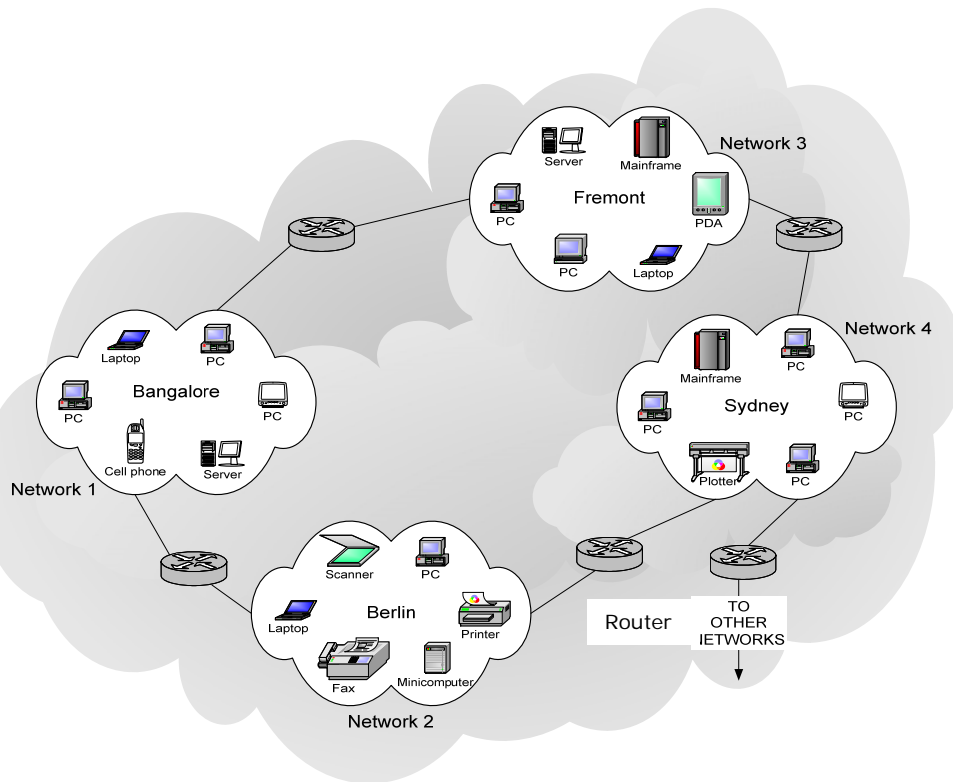 Network 3
Server
Mainframe
Fremont
PC
PDA
PC
Laptop
Network 4
Laptop
PC
Bangalore
PC
PC
Cell phone
Server
Network 1
Mainframe
PC
Sydney
PC
PC
Plotter
PC
Scanner
PC
Berlin
Laptop
Printer
Fax
Minicomputer
Network 2
Router
TO
OTHER
IETWORKS